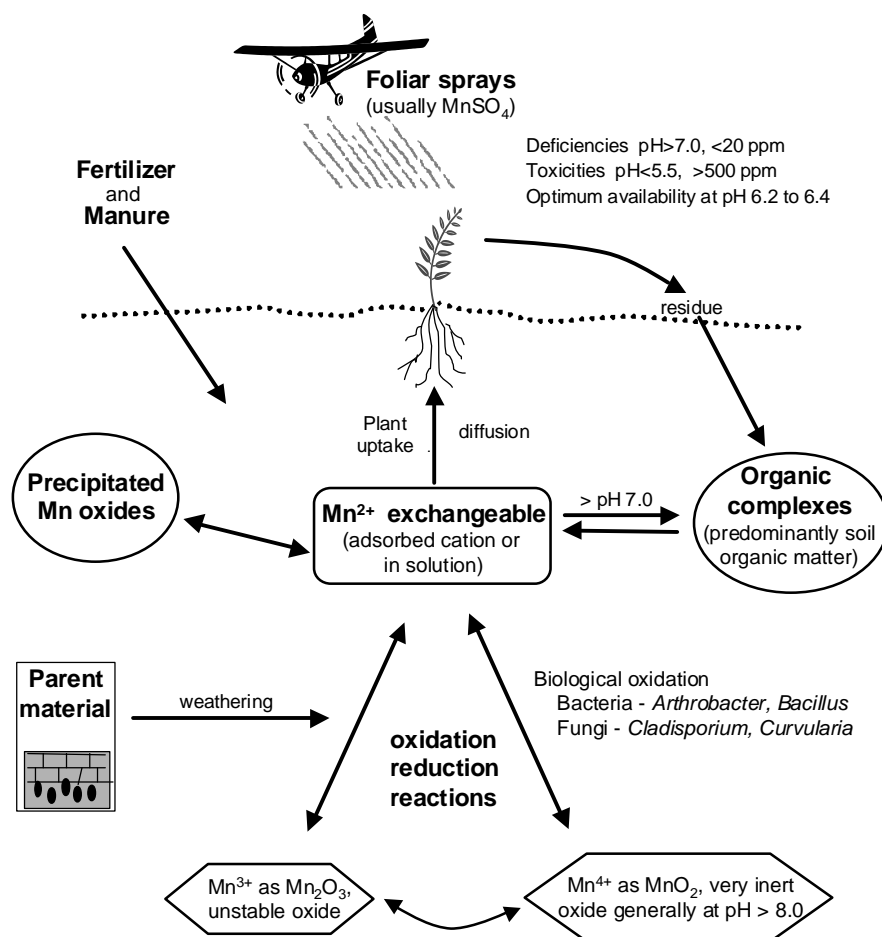 Foliar sprays
(usually MnSO₄)
Deficiencies pH>7.0, <20 ppm
Toxicities pH<5.5, >500 ppm
Optimum availability at pH 6.2 to 6.4
Fertilizer
and
Manure
residue
Plant
uptake
diffusion
Precipitated
Mn oxides
Mn²⁺ exchangeable
(adsorbed cation or
in solution)
> pH 7.0
Organic
complexes
(predominantly soil
organic matter)
Parent
material
weathering
Biological oxidation
Bacteria - Arthrobacter, Bacillus
Fungi - Cladisporium, Curvularia
oxidation
reduction
reactions
Mn³⁺ as Mn₂O₃,
unstable oxide
Mn⁴⁺ as MnO₂, very inert
oxide generally at pH > 8.0